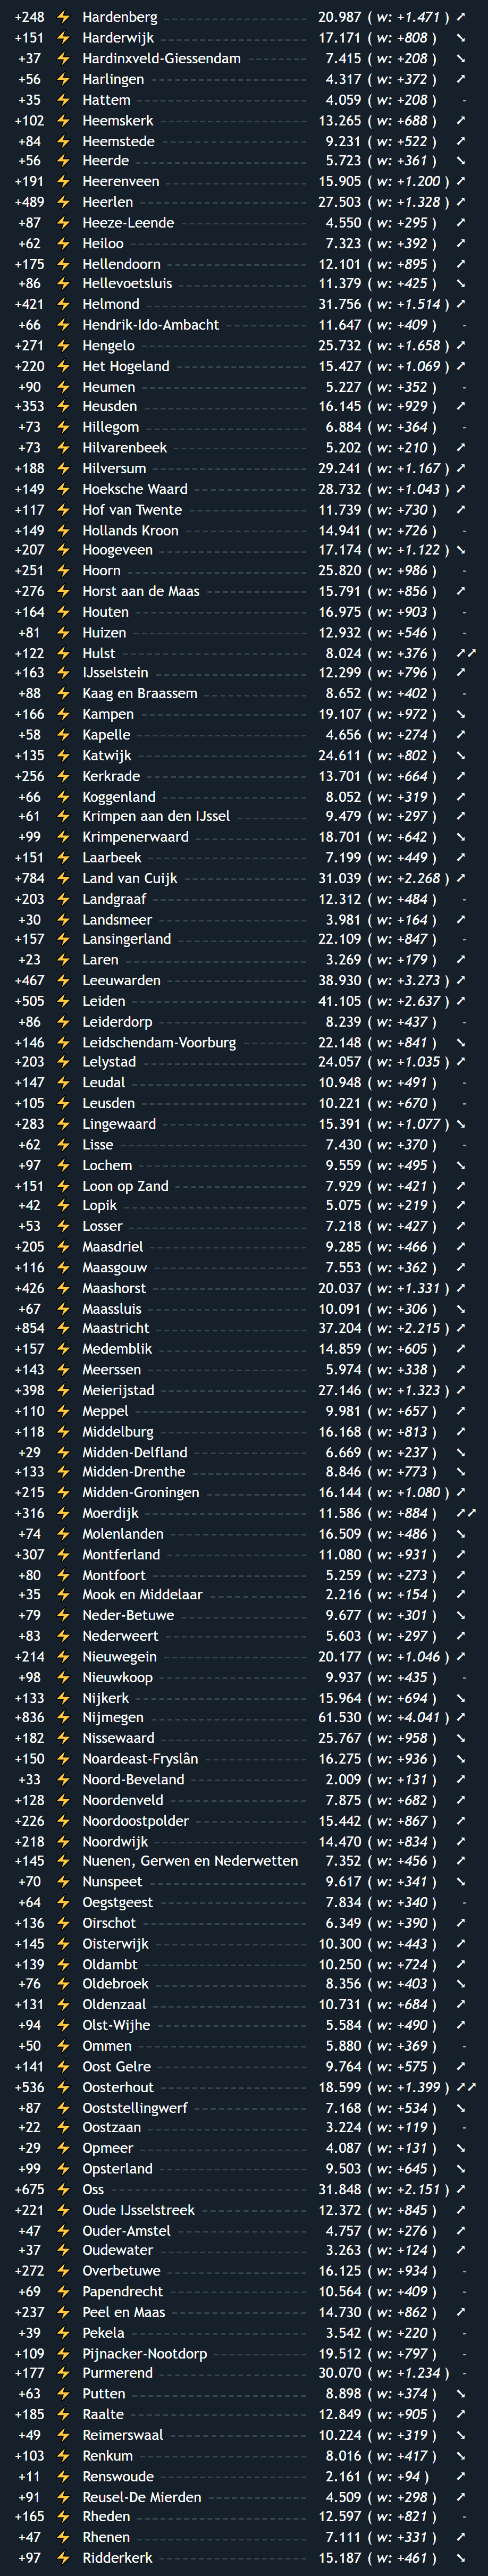 +248 ⚡ Hardenberg 20.987 ( w: +1.471 ) ⭷
+151 ⚡ Harderwijk 17.171 ( w: +808 ) ⭸
+37 ⚡ Hardinxveld-Giessendam 7.415 ( w: +208 ) ⭸
+56 ⚡ Harlingen 4.317 ( w: +372 ) ⭷
+35 ⚡ Hattem 4.059 ( w: +208 ) -
+102 ⚡ Heemskerk 13.265 ( w: +688 ) ⭷
+84 ⚡ Heemstede 9.231 ( w: +522 ) ⭷
+56 ⚡ Heerde 5.723 ( w: +361 ) ⭸
+191 ⚡ Heerenveen 15.905 ( w: +1.200 ) ⭷
+489 ⚡ Heerlen 27.503 ( w: +1.328 ) ⭷
+87 ⚡ Heeze-Leende 4.550 ( w: +295 ) ⭷
+62 ⚡ Heiloo 7.323 ( w: +392 ) ⭷
+175 ⚡ Hellendoorn 12.101 ( w: +895 ) ⭷
+86 ⚡ Hellevoetsluis 11.379 ( w: +425 ) ⭸
+421 ⚡ Helmond 31.756 ( w: +1.514 ) ⭷
+66 ⚡ Hendrik-Ido-Ambacht 11.647 ( w: +409 ) -
+271 ⚡ Hengelo 25.732 ( w: +1.658 ) ⭷
+220 ⚡ Het Hogeland 15.427 ( w: +1.069 ) ⭷
+90 ⚡ Heumen 5.227 ( w: +352 ) -
+353 ⚡ Heusden 16.145 ( w: +929 ) ⭷
+73 ⚡ Hillegom 6.884 ( w: +364 ) -
+73 ⚡ Hilvarenbeek 5.202 ( w: +210 ) ⭷
+188 ⚡ Hilversum 29.241 ( w: +1.167 ) ⭷
+149 ⚡ Hoeksche Waard 28.732 ( w: +1.043 ) ⭷
+117 ⚡ Hof van Twente 11.739 ( w: +730 ) ⭷
+149 ⚡ Hollands Kroon 14.941 ( w: +726 ) -
+207 ⚡ Hoogeveen 17.174 ( w: +1.122 ) ⭸
+251 ⚡ Hoorn 25.820 ( w: +986 ) -
+276 ⚡ Horst aan de Maas 15.791 ( w: +856 ) ⭷
+164 ⚡ Houten 16.975 ( w: +903 ) -
+81 ⚡ Huizen 12.932 ( w: +546 ) -
+122 ⚡ Hulst 8.024 ( w: +376 ) ⭷⭷
+163 ⚡ IJsselstein 12.299 ( w: +796 ) ⭷
+88 ⚡ Kaag en Braassem 8.652 ( w: +402 ) -
+166 ⚡ Kampen 19.107 ( w: +972 ) ⭸
+58 ⚡ Kapelle 4.656 ( w: +274 ) ⭷
+135 ⚡ Katwijk 24.611 ( w: +802 ) ⭸
+256 ⚡ Kerkrade 13.701 ( w: +664 ) ⭷
+66 ⚡ Koggenland 8.052 ( w: +319 ) ⭷
+61 ⚡ Krimpen aan den IJssel 9.479 ( w: +297 ) ⭷
+99 ⚡ Krimpenerwaard 18.701 ( w: +642 ) ⭸
+151 ⚡ Laarbeek 7.199 ( w: +449 ) ⭷
+784 ⚡ Land van Cuijk 31.039 ( w: +2.268 ) ⭷
+203 ⚡ Landgraaf 12.312 ( w: +484 ) -
+30 ⚡ Landsmeer 3.981 ( w: +164 ) ⭷
+157 ⚡ Lansingerland 22.109 ( w: +847 ) -
+23 ⚡ Laren 3.269 ( w: +179 ) ⭷
+467 ⚡ Leeuwarden 38.930 ( w: +3.273 ) ⭷
+505 ⚡ Leiden 41.105 ( w: +2.637 ) ⭷
+86 ⚡ Leiderdorp 8.239 ( w: +437 ) -
+146 ⚡ Leidschendam-Voorburg 22.148 ( w: +841 ) ⭸
+203 ⚡ Lelystad 24.057 ( w: +1.035 ) ⭷
+147 ⚡ Leudal 10.948 ( w: +491 ) -
+105 ⚡ Leusden 10.221 ( w: +670 ) -
+283 ⚡ Lingewaard 15.391 ( w: +1.077 ) ⭸
+62 ⚡ Lisse 7.430 ( w: +370 ) -
+97 ⚡ Lochem 9.559 ( w: +495 ) ⭸
+151 ⚡ Loon op Zand 7.929 ( w: +421 ) ⭷
+42 ⚡ Lopik 5.075 ( w: +219 ) ⭷
+53 ⚡ Losser 7.218 ( w: +427 ) ⭷
+205 ⚡ Maasdriel 9.285 ( w: +466 ) ⭷
+116 ⚡ Maasgouw 7.553 ( w: +362 ) ⭷
+426 ⚡ Maashorst 20.037 ( w: +1.331 ) ⭷
+67 ⚡ Maassluis 10.091 ( w: +306 ) ⭸
+854 ⚡ Maastricht 37.204 ( w: +2.215 ) ⭷
+157 ⚡ Medemblik 14.859 ( w: +605 ) ⭷
+143 ⚡ Meerssen 5.974 ( w: +338 ) ⭷
+398 ⚡ Meierijstad 27.146 ( w: +1.323 ) ⭷
+110 ⚡ Meppel 9.981 ( w: +657 ) ⭷
+118 ⚡ Middelburg 16.168 ( w: +813 ) ⭷
+29 ⚡ Midden-Delfland 6.669 ( w: +237 ) ⭸
+133 ⚡ Midden-Drenthe 8.846 ( w: +773 ) ⭸
+215 ⚡ Midden-Groningen 16.144 ( w: +1.080 ) ⭷
+316 ⚡ Moerdijk 11.586 ( w: +884 ) ⭷⭷
+74 ⚡ Molenlanden 16.509 ( w: +486 ) ⭸
+307 ⚡ Montferland 11.080 ( w: +931 ) ⭷
+80 ⚡ Montfoort 5.259 ( w: +273 ) ⭷
+35 ⚡ Mook en Middelaar 2.216 ( w: +154 ) ⭷
+79 ⚡ Neder-Betuwe 9.677 ( w: +301 ) ⭸
+83 ⚡ Nederweert 5.603 ( w: +297 ) ⭷
+214 ⚡ Nieuwegein 20.177 ( w: +1.046 ) ⭷
+98 ⚡ Nieuwkoop 9.937 ( w: +435 ) -
+133 ⚡ Nijkerk 15.964 ( w: +694 ) ⭸
+836 ⚡ Nijmegen 61.530 ( w: +4.041 ) ⭷
+182 ⚡ Nissewaard 25.767 ( w: +958 ) ⭸
+150 ⚡ Noardeast-Fryslân 16.275 ( w: +936 ) ⭸
+33 ⚡ Noord-Beveland 2.009 ( w: +131 ) ⭷
+128 ⚡ Noordenveld 7.875 ( w: +682 ) ⭷
+226 ⚡ Noordoostpolder 15.442 ( w: +867 ) ⭷
+218 ⚡ Noordwijk 14.470 ( w: +834 ) ⭷
+145 ⚡ Nuenen, Gerwen en Nederwetten 7.352 ( w: +456 ) ⭷
+70 ⚡ Nunspeet 9.617 ( w: +341 ) ⭸
+64 ⚡ Oegstgeest 7.834 ( w: +340 ) -
+136 ⚡ Oirschot 6.349 ( w: +390 ) ⭷
+145 ⚡ Oisterwijk 10.300 ( w: +443 ) ⭷
+139 ⚡ Oldambt 10.250 ( w: +724 ) ⭷
+76 ⚡ Oldebroek 8.356 ( w: +403 ) ⭸
+131 ⚡ Oldenzaal 10.731 ( w: +684 ) ⭷
+94 ⚡ Olst-Wijhe 5.584 ( w: +490 ) ⭷
+50 ⚡ Ommen 5.880 ( w: +369 ) -
+141 ⚡ Oost Gelre 9.764 ( w: +575 ) ⭷
+536 ⚡ Oosterhout 18.599 ( w: +1.399 ) ⭷⭷
+87 ⚡ Ooststellingwerf 7.168 ( w: +534 ) ⭸
+22 ⚡ Oostzaan 3.224 ( w: +119 ) -
+29 ⚡ Opmeer 4.087 ( w: +131 ) ⭸
+99 ⚡ Opsterland 9.503 ( w: +645 ) ⭸
+675 ⚡ Oss 31.848 ( w: +2.151 ) ⭷
+221 ⚡ Oude IJsselstreek 12.372 ( w: +845 ) ⭷
+47 ⚡ Ouder-Amstel 4.757 ( w: +276 ) ⭷
+37 ⚡ Oudewater 3.263 ( w: +124 ) ⭷
+272 ⚡ Overbetuwe 16.125 ( w: +934 ) -
+69 ⚡ Papendrecht 10.564 ( w: +409 ) -
+237 ⚡ Peel en Maas 14.730 ( w: +862 ) ⭷
+39 ⚡ Pekela 3.542 ( w: +220 ) -
+109 ⚡ Pijnacker-Nootdorp 19.512 ( w: +797 ) -
+177 ⚡ Purmerend 30.070 ( w: +1.234 ) -
+63 ⚡ Putten 8.898 ( w: +374 ) ⭸
+185 ⚡ Raalte 12.849 ( w: +905 ) ⭷
+49 ⚡ Reimerswaal 10.224 ( w: +319 ) ⭸
+103 ⚡ Renkum 8.016 ( w: +417 ) ⭸
+11 ⚡ Renswoude 2.161 ( w: +94 ) ⭷
+91 ⚡ Reusel-De Mierden 4.509 ( w: +298 ) ⭷
+165 ⚡ Rheden 12.597 ( w: +821 ) -
+47 ⚡ Rhenen 7.111 ( w: +331 ) ⭷
+97 ⚡ Ridderkerk 15.187 ( w: +461 ) ⭸